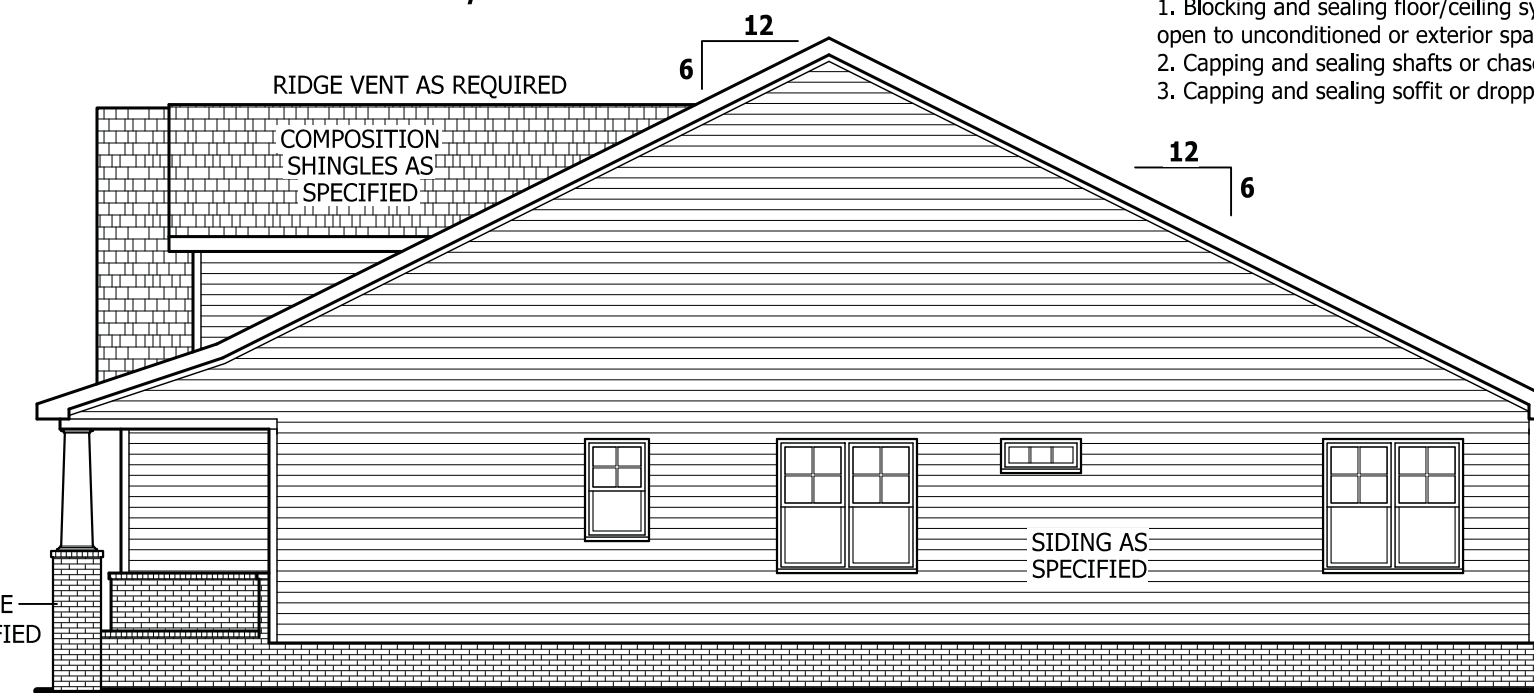 1. Blocking and sealing floor/ceiling
open to unconditioned or exterior
2. Capping and sealing shafts or
3. Capping and sealing soffit or
12
6
RIDGE VENT AS REQUIRED
COMPOSITION
SHINGLES AS
SPECIFIED
12
6
SIDING AS
SPECIFIED